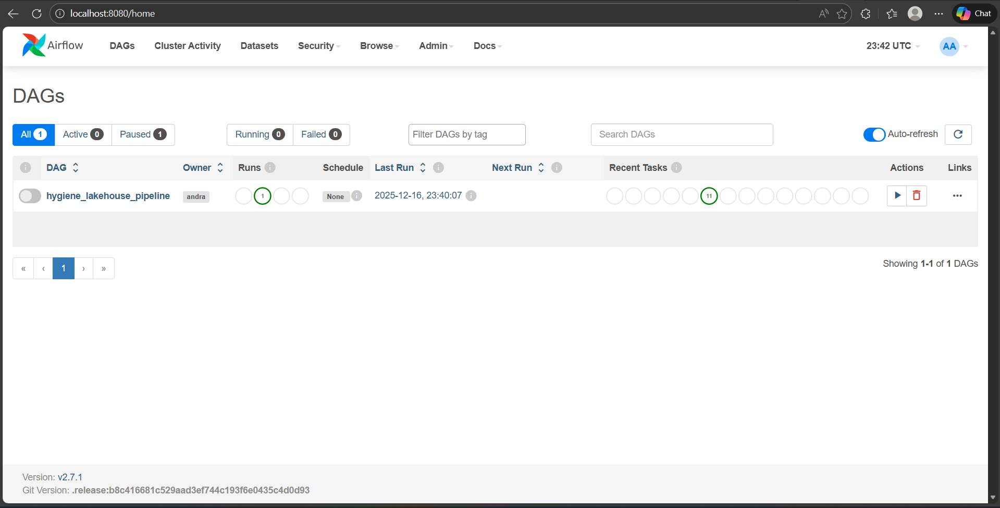 localhost:8080/home
Chat
Airflow
DAGs Cluster Activity Datasets Security Browse Admin Docs
23:42 UTC
AA
DAGs
All 1 Active 0 Paused 1 Running 0 Failed 0 Filter DAGs by tag Search DAGs Auto-refresh
DAG Owner Runs Schedule Last Run Next Run Recent Tasks Actions Links
hygiene_lakehouse_pipeline andra 1 None 2025-12-16, 23:40:07 11
« ‹ 1 › »
Showing 1-1 of 1 DAGs
Version: v2.7.1
Git Version: .release:b8c416681c529aad3ef744c193f6e0435c4d0d93